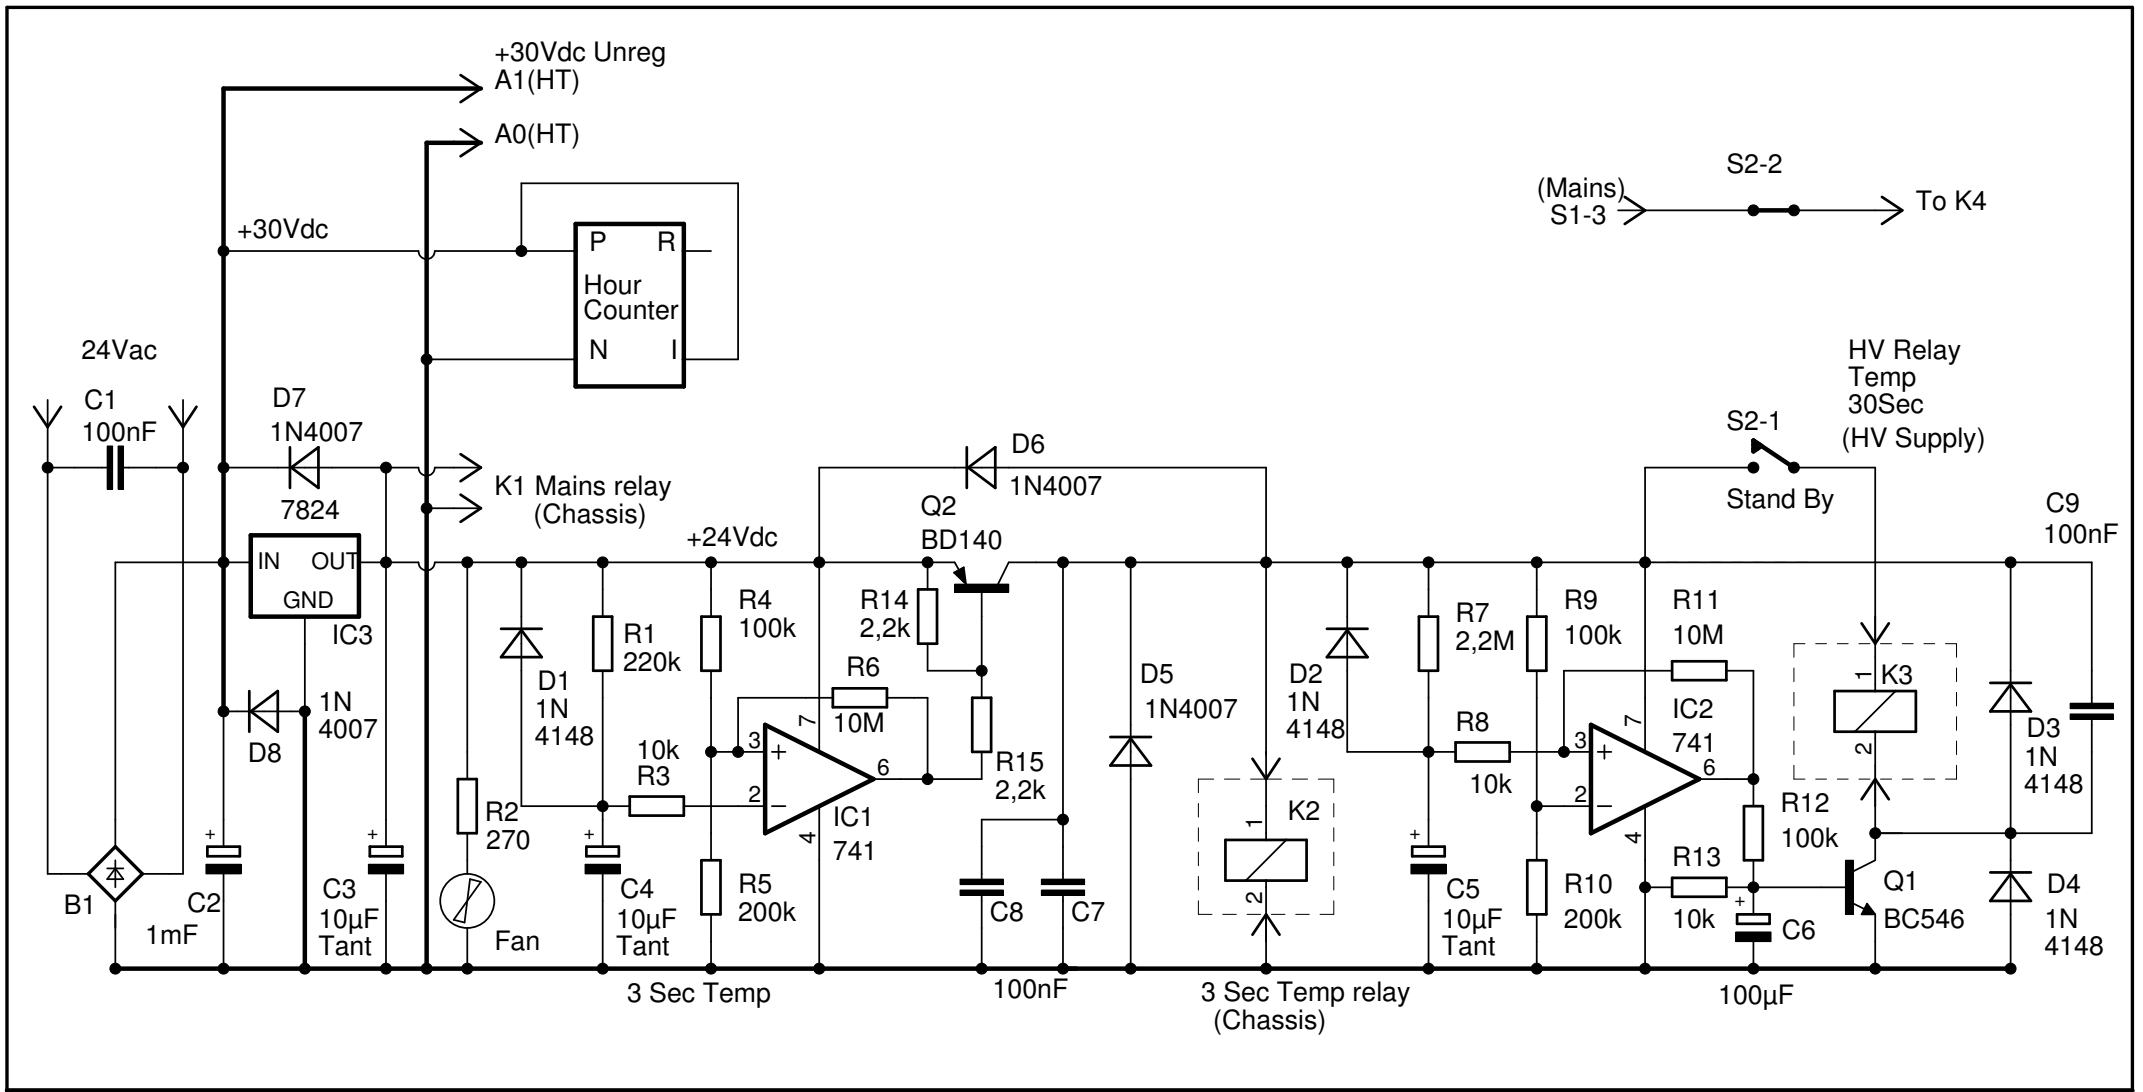 +30Vdc Unreg
A1(HT)
A0(HT)
S2-2
(Mains)
S1-3
To K4
+30Vdc
P R
Hour
Counter
N I
24Vac
C1
100nF
D7
1N4007
7824
K1 Mains relay
(Chassis)
IN OUT
GND
IC3
+24Vdc
D6
1N4007
Q2
BD140
S2-1
Stand By
HV Relay
Temp
30Sec
(HV Supply)
C9
100nF
D8
1N
4007
D1
1N
4148
R1
220k
R4
100k
R14
2,2k
R6
10M
10k
R3
3
+
2
−
7
6
4
IC1
741
R15
2,2k
D5
1N4007
K2
1
2
D2
1N
4148
R7
2,2M
R9
100k
R11
10M
R8
10k
3
+
2
−
7
6
4
IC2
741
K3
1
2
D3
1N
4148
B1
+
C2
1mF
+
C3
10µF
Tant
R2
270
Fan
+
C4
10µF
Tant
R5
200k
C8
C7
100nF
+
C5
10µF
Tant
R10
200k
R12
100k
R13
10k
+
C6
100µF
Q1
BC546
D4
1N
4148
3 Sec Temp
3 Sec Temp relay
(Chassis)